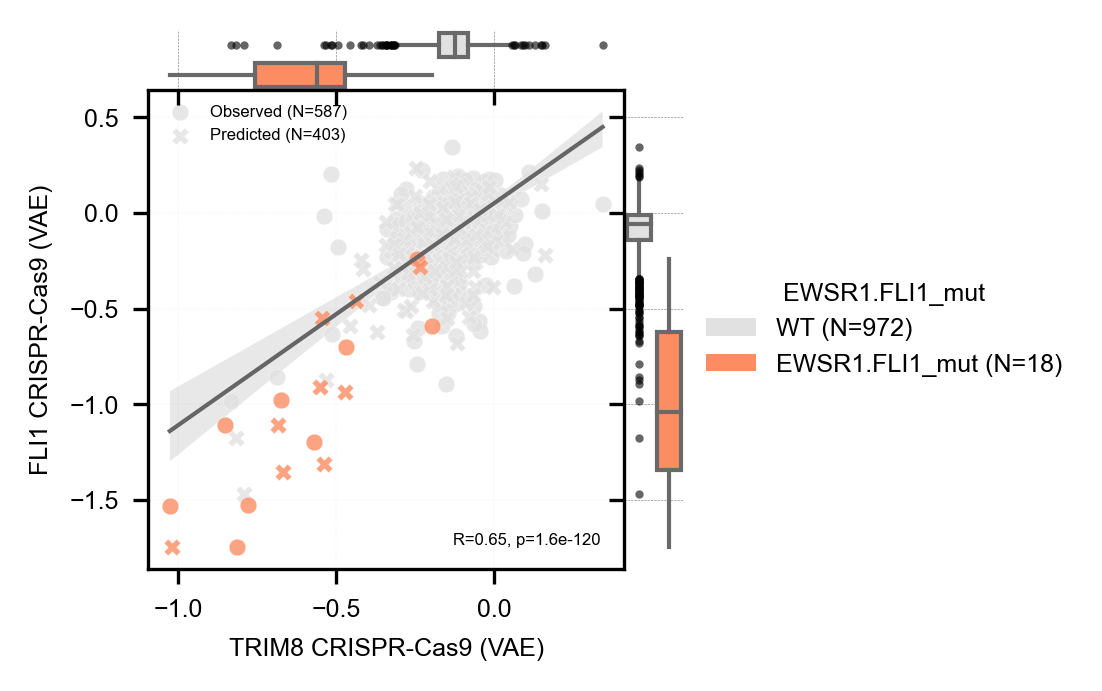 Observed (N=587)
Predicted (N=403)
0.5
0.0
−0.5
−1.0
−1.5
FLI1 CRISPR-Cas9 (VAE)
R=0.65, p=1.6e-120
−1.0
−0.5
0.0
TRIM8 CRISPR-Cas9 (VAE)
EWSR1.FLI1_mut
WT (N=972)
EWSR1.FLI1_mut (N=18)